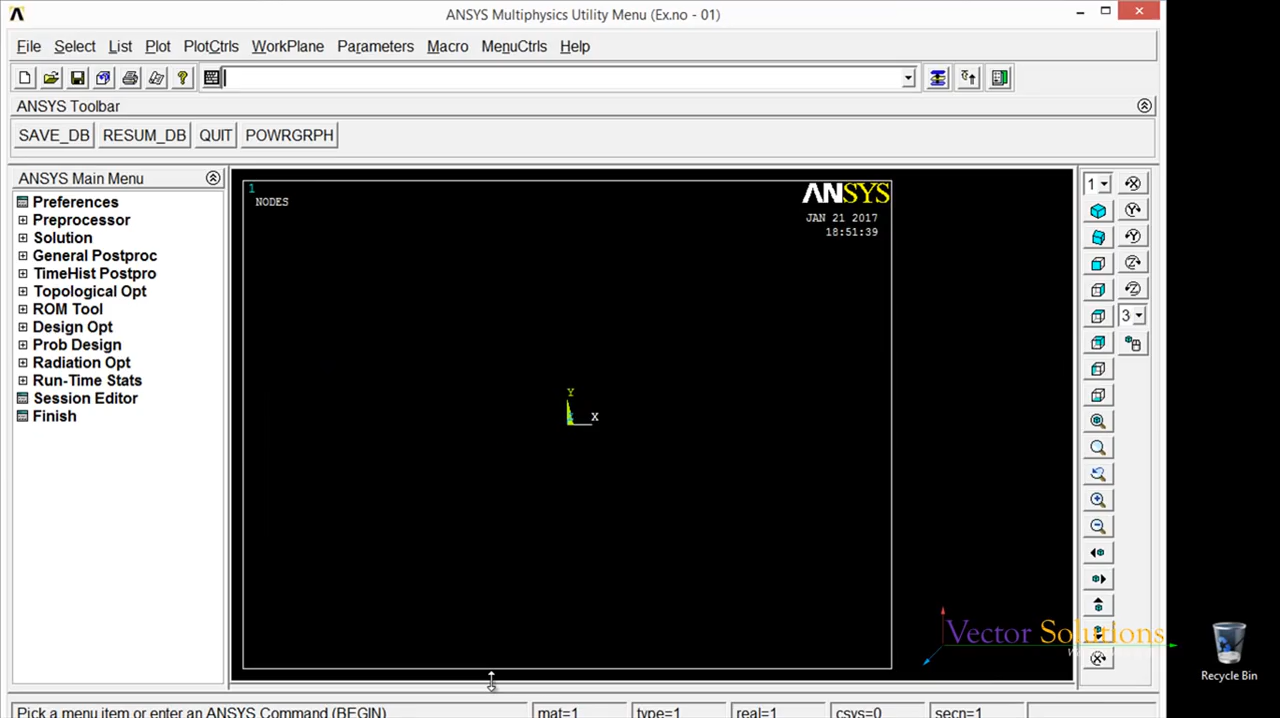 ANSYS Multiphysics Utility Menu (Ex.no - 01)
File Select List Plot PlotCtrls WorkPlane Parameters Macro MenuCtrls Help
ANSYS Toolbar
SAVE_DB RESUM_DB QUIT POWRGRPH
ANSYS Main Menu
Preferences
Preprocessor
Solution
General Postproc
TimeHist Postpro
Topological Opt
ROM Tool
Design Opt
Prob Design
Radiation Opt
Run-Time Stats
Session Editor
Finish
1
NODES
ANSYS
JAN 21 2017
18:51:39
Y
X
1
3
Vector Solutions
Recycle Bin
Pick a menu item or enter an ANSYS Command (BEGIN) mat=1 type=1 real=1 csys=0 secn=1